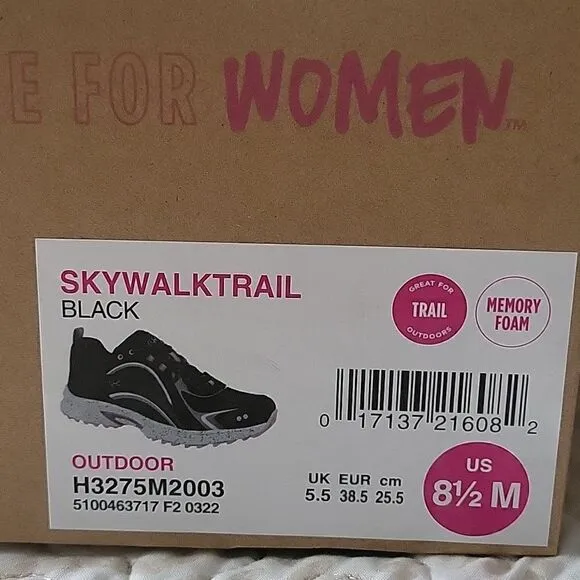 E FOR WOMEN™
SKYWALKTRAIL
BLACK
GREAT FOR
TRAIL
OUTDOORS
MEMORY
FOAM
0 17137 21608 2
OUTDOOR
H3275M2003
5100463717 F2 0322
UK EUR cm
5.5 38.5 25.5
US
8½ M